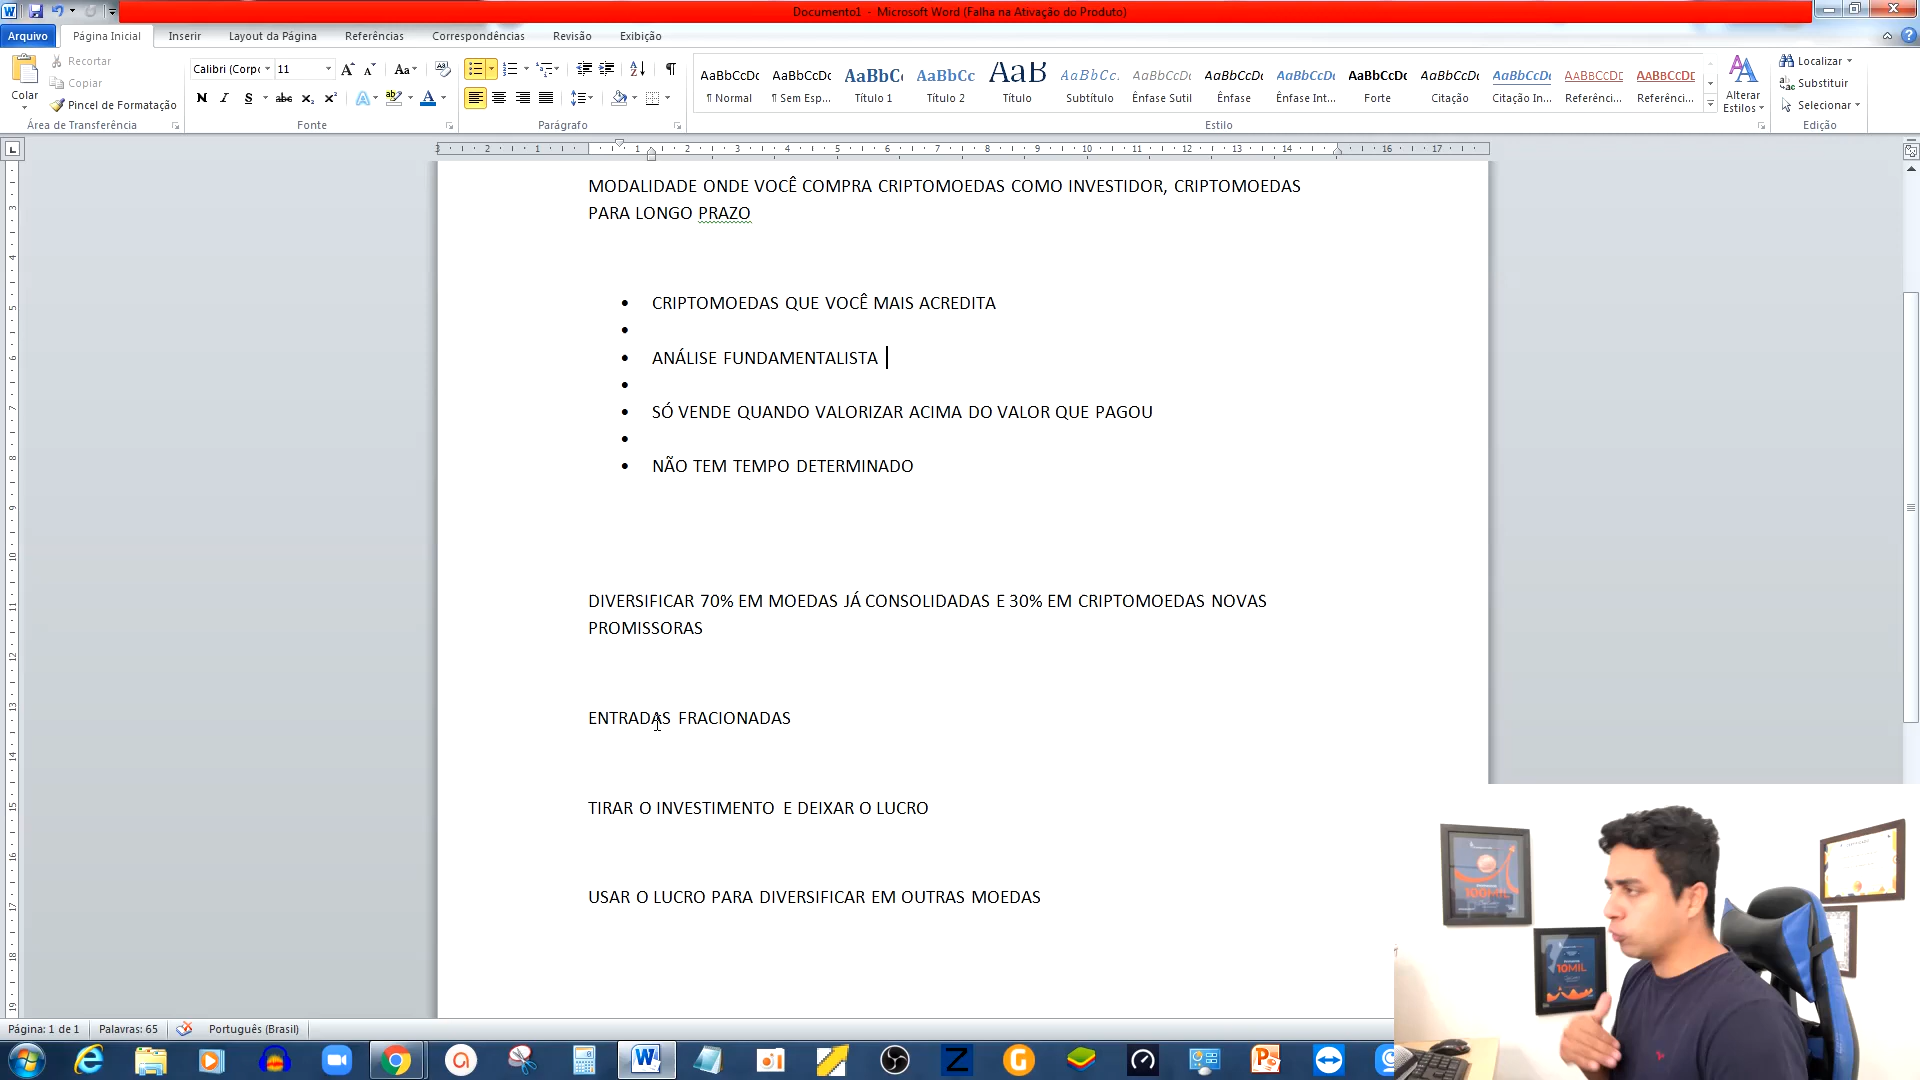 Documento1 - Microsoft Word (Falha na Ativação do Produto)
Arquivo Página Inicial Inserir Layout da Página Referências Correspondências Revisão Exibição
Recortar
Copiar
Pincel de Formatação
Colar
Área de Transferência
Calibri (Corpo 11
N I S abc x₂ x²
Fonte
Parágrafo
AaBbCcDc AaBbCcDc AaBbC AaBbCc AaB AaBbCc. AaBbCcDc AaBbCcDc AaBbCcDc AaBbCcDc AaBbCcDc AaBbCcDc AABBCCDE AABBCCDE
¶ Normal ¶ Sem Esp... Título 1 Título 2 Título Subtítulo Ênfase Sutil Ênfase Ênfase Int... Forte Citação Citação In... Referênci... Referênci...
Estilo
Alterar
Estilos
Localizar
Substituir
Selecionar
Edição
MODALIDADE ONDE VOCÊ COMPRA CRIPTOMOEDAS COMO INVESTIDOR, CRIPTOMOEDAS
PARA LONGO PRAZO
• CRIPTOMOEDAS QUE VOCÊ MAIS ACREDITA
•
• ANÁLISE FUNDAMENTALISTA
•
• SÓ VENDE QUANDO VALORIZAR ACIMA DO VALOR QUE PAGOU
•
• NÃO TEM TEMPO DETERMINADO
DIVERSIFICAR 70% EM MOEDAS JÁ CONSOLIDADAS E 30% EM CRIPTOMOEDAS NOVAS
PROMISSORAS
ENTRADAS FRACIONADAS
TIRAR O INVESTIMENTO E DEIXAR O LUCRO
USAR O LUCRO PARA DIVERSIFICAR EM OUTRAS MOEDAS
100MIL
10MIL
Página: 1 de 1 Palavras: 65 Português (Brasil)